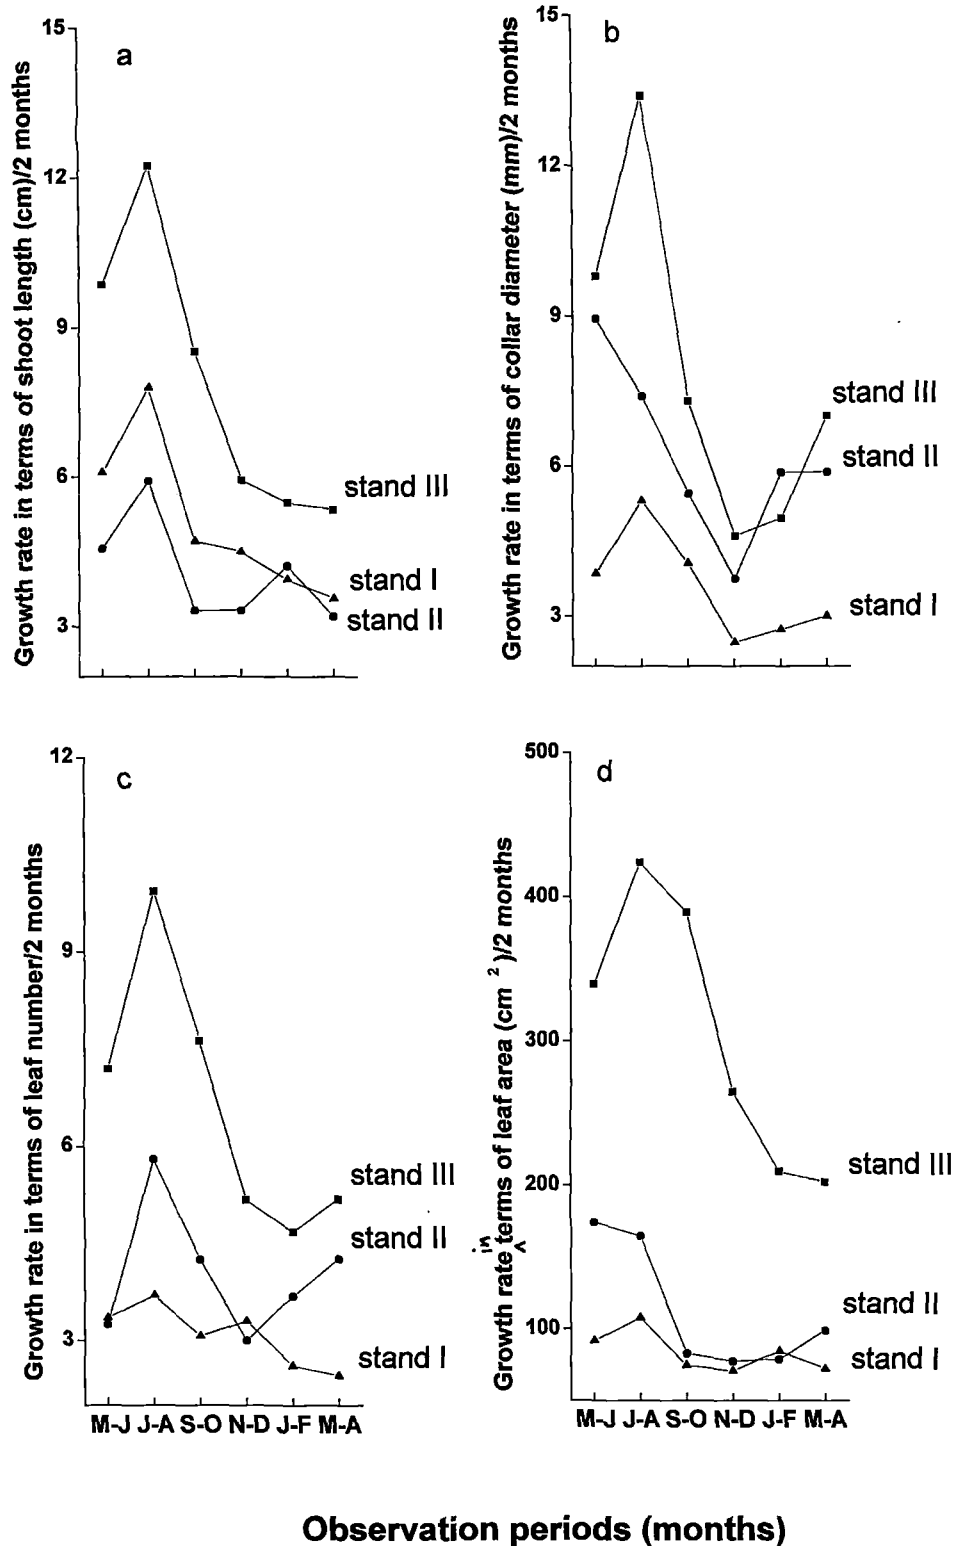 a
Growth rate in terms of shoot length (cm)/2 months
15
12
9
6
3
stand III
stand I
stand II
b
Growth rate in terms of collar diameter (mm)/2 months
15
12
9
6
3
stand III
stand II
stand I
c
Growth rate in terms of leaf number/2 months
12
9
6
3
stand III
stand II
stand I
M-J J-A S-O N-D J-F M-A
d
Growth rate terms of leaf area (cm 2 )/2 months
in
500
400
300
200
100
stand III
stand II
stand I
M-J J-A S-O N-D J-F M-A
Observation periods (months)